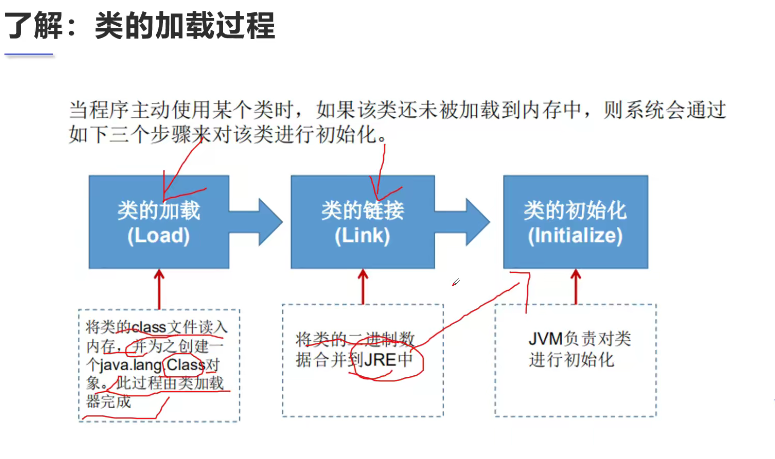 了解：类的加载过程
当程序主动使用某个类时，如果该类还未被加载到内存中，则系统会通过
如下三个步骤来对该类进行初始化。
类的加载
(Load)
类的链接
(Link)
类的初始化
(Initialize)
将类的class文件读入
内存，并为之创建一
个java.lang.Class对
象。此过程由类加载
器完成
将类的二进制数
据合并到JRE中
JVM负责对类
进行初始化